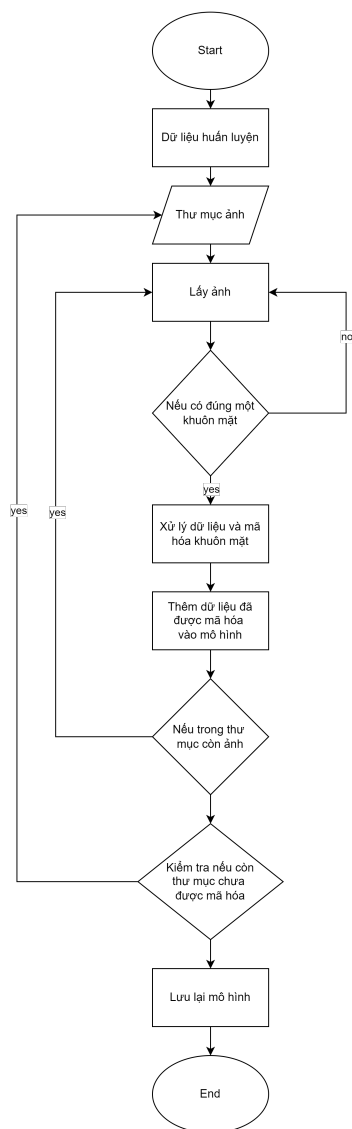 Start
Dữ liệu huấn luyện
Thư mục ảnh
Lấy ảnh
no
Nếu có đúng một
khuôn mặt
yes
Xử lý dữ liệu và mã
hóa khuôn mặt
yes
yes
Thêm dữ liệu đã
được mã hóa
vào mô hình
Nếu trong thư
mục còn ảnh
Kiểm tra nếu còn
thư mục chưa
được mã hóa
Lưu lại mô hình
End